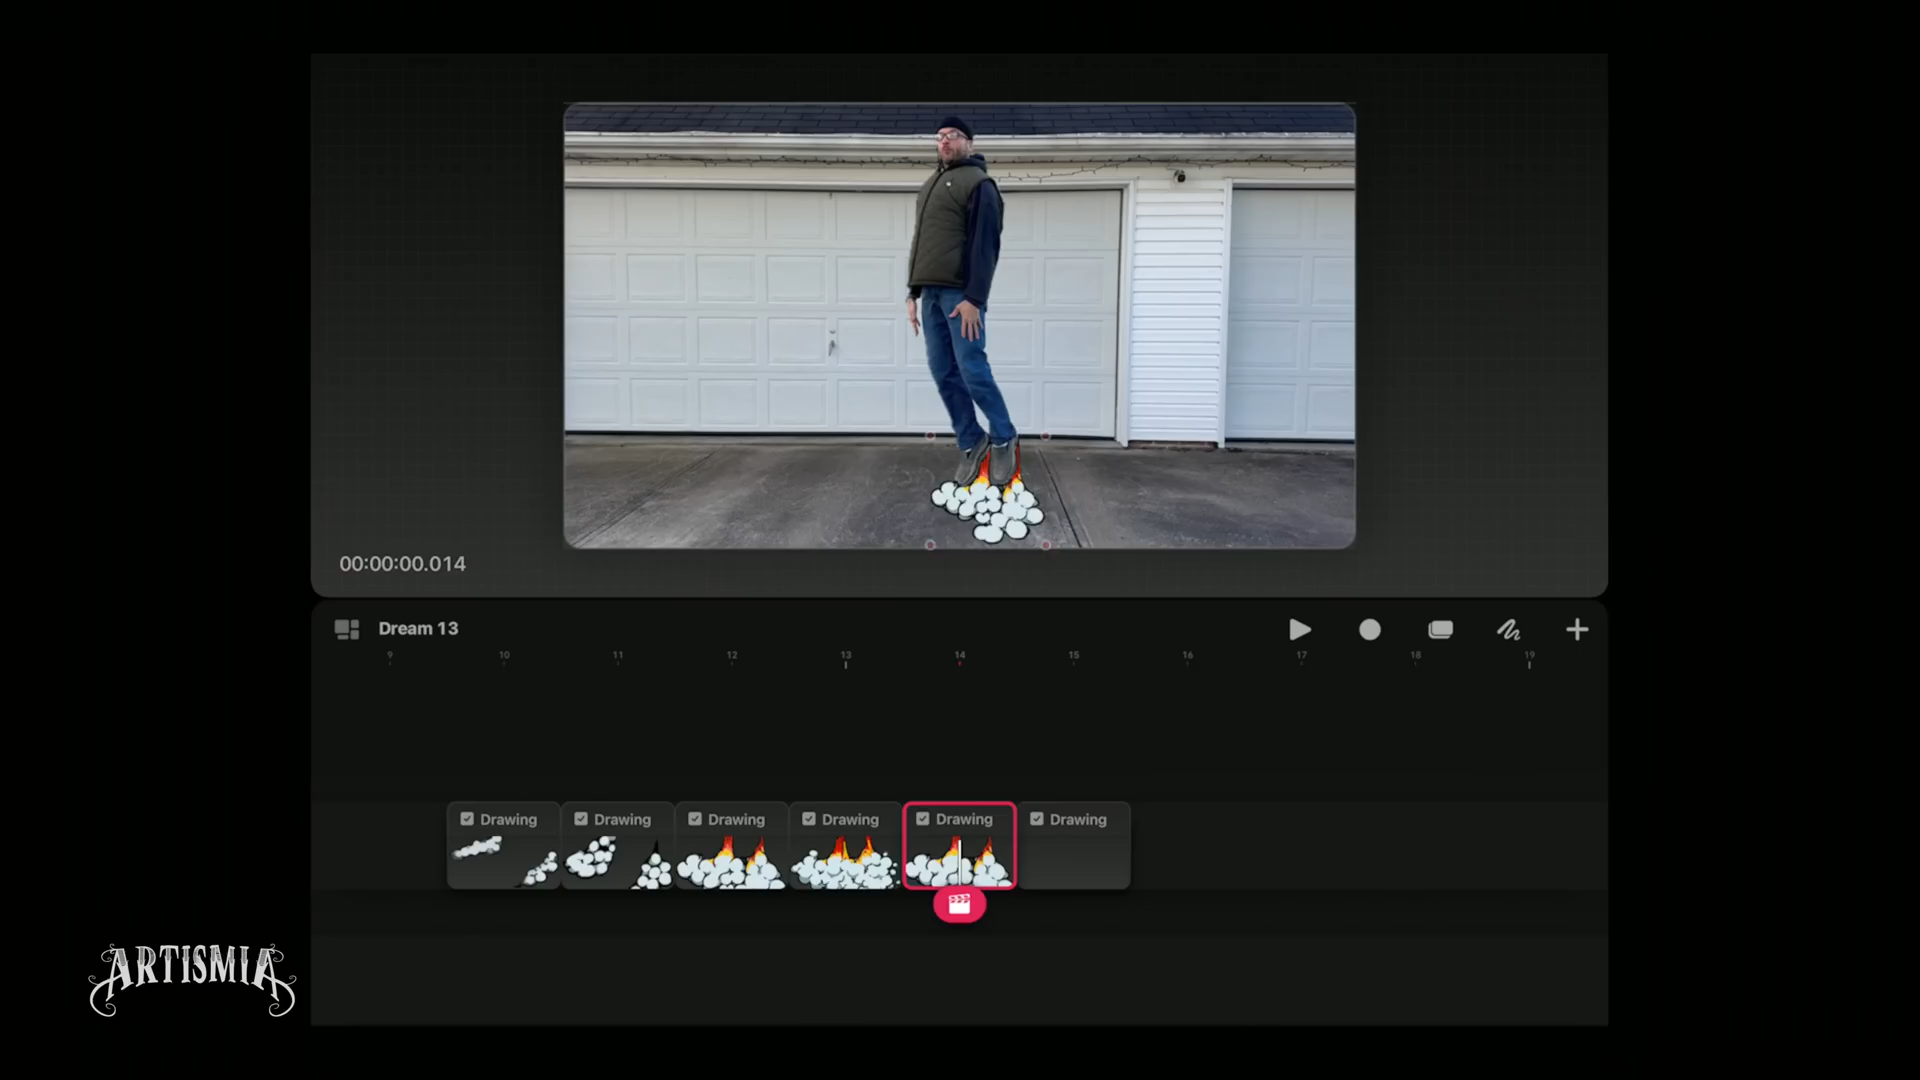 00:00:00.014
Dream 13
9 10 11 12 13 14 15 16 17 18 19
Drawing Drawing Drawing Drawing Drawing Drawing
ARTISMIA